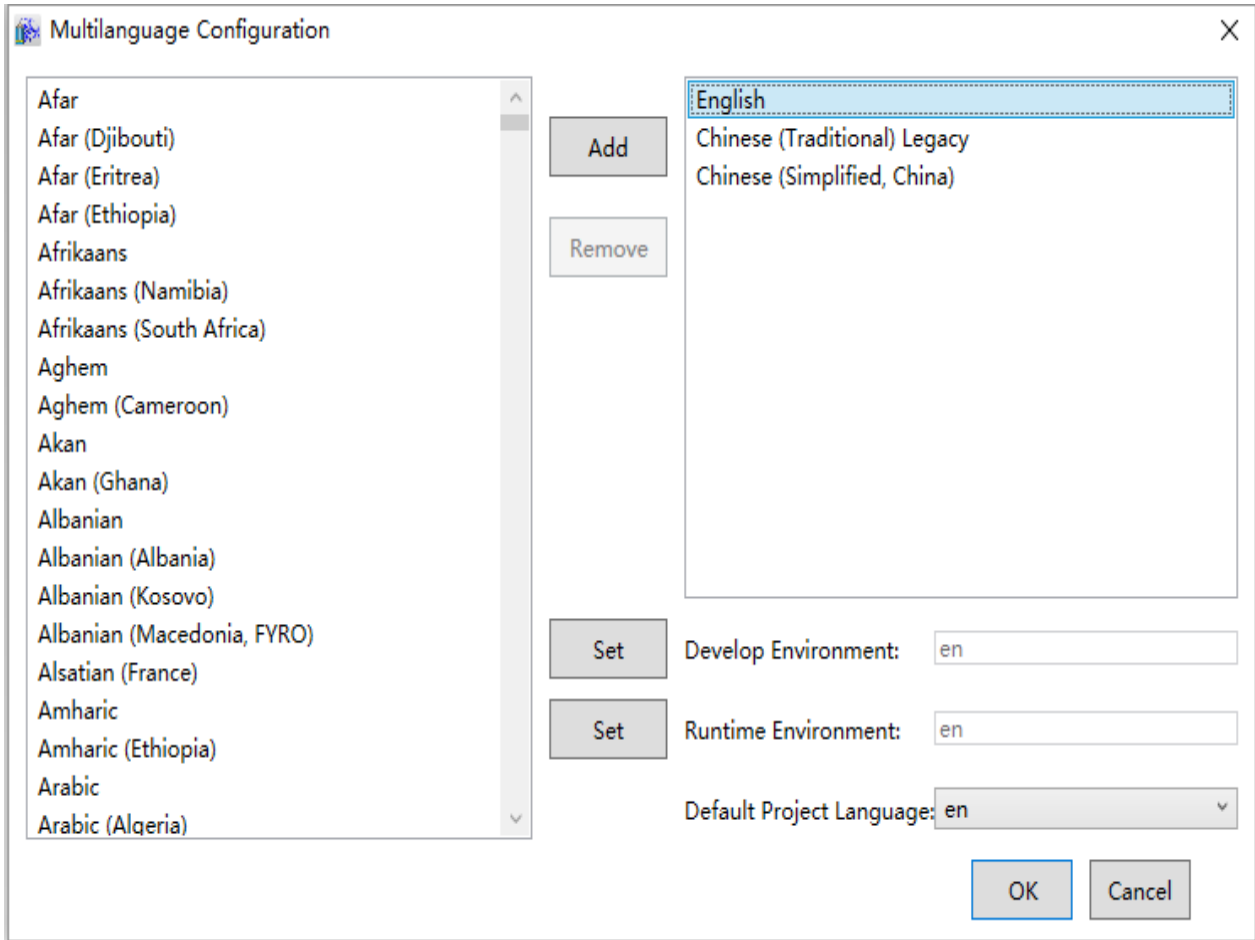 Multilanguage Configuration
Afar
Afar (Djibouti)
Afar (Eritrea)
Afar (Ethiopia)
Afrikaans
Afrikaans (Namibia)
Afrikaans (South Africa)
Aghem
Aghem (Cameroon)
Akan
Akan (Ghana)
Albanian
Albanian (Albania)
Albanian (Kosovo)
Albanian (Macedonia, FYRO)
Alsatian (France)
Amharic
Amharic (Ethiopia)
Arabic
Arabic (Algeria)
Add
Remove
English
Chinese (Traditional) Legacy
Chinese (Simplified, China)
Set Develop Environment: en
Set Runtime Environment: en
Default Project Language: en
OK Cancel